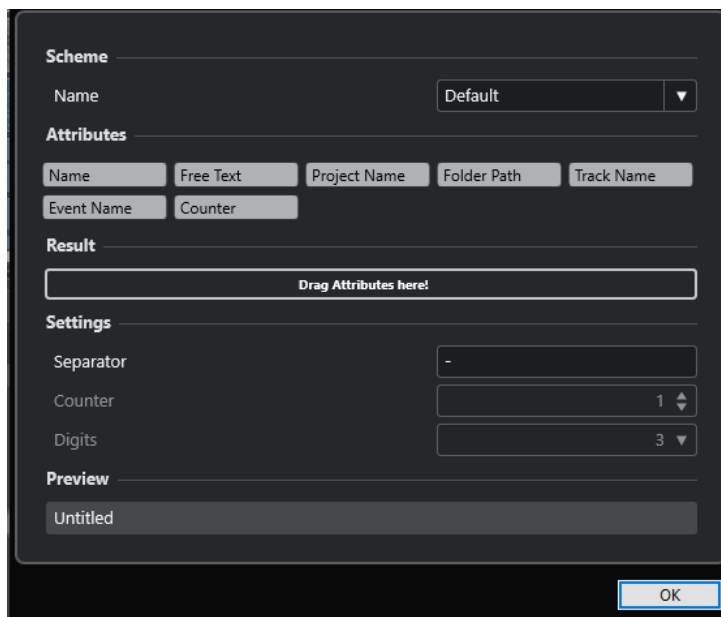 Scheme
Name Default
Attributes
Name Free Text Project Name Folder Path Track Name
Event Name Counter
Result
Drag Attributes here!
Settings
Separator -
Counter 1
Digits 3
Preview
Untitled
OK